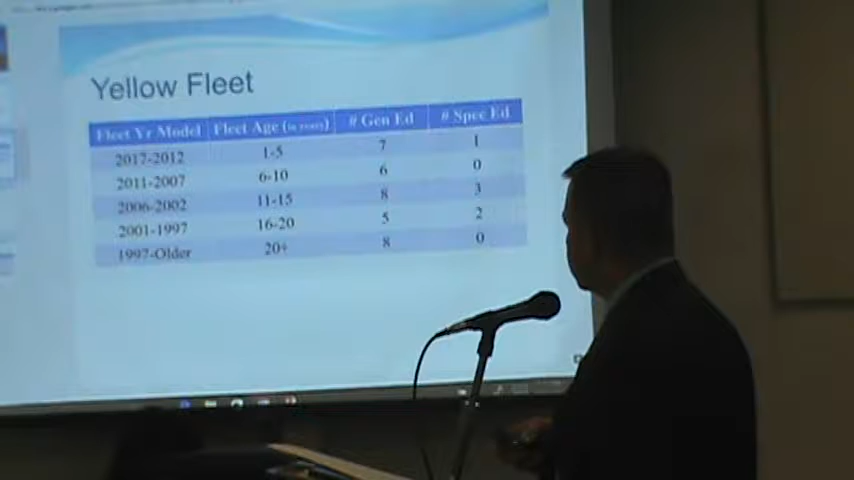 Yellow Fleet
Fleet Yr Model Fleet Age (in years) # Gen Ed # Spec Ed
2017-2012 1-5 7 1
2011-2007 6-10 6 0
2006-2002 11-15 8 3
2001-1997 16-20 5 2
1997-Older 20+ 8 0